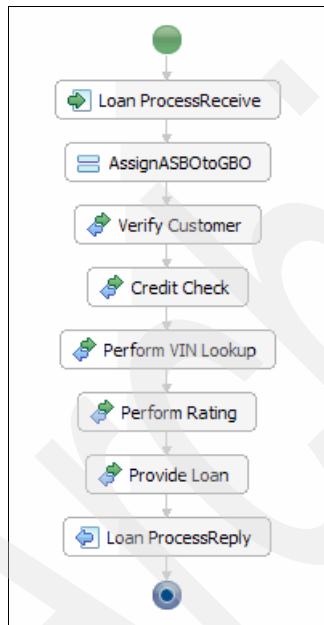 Loan ProcessReceive
AssignASBOtoGBO
Verify Customer
Credit Check
Perform VIN Lookup
Perform Rating
Provide Loan
Loan ProcessReply